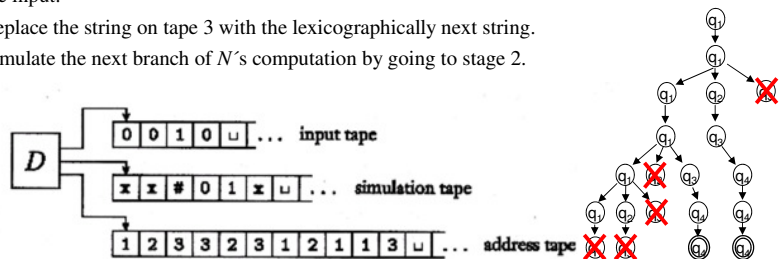 eplace the string on tape 3 with the lexicographically next string.
mulate the next branch of N´s computation by going to stage 2.
q1
q1
q1 q2
q1 q3
D
0 0 1 0 ␣ ... input tape
q1 q3 q4
x x # 0 1 x ␣ ... simulation tape
q1 q2 q4 q4
1 2 3 3 2 3 1 2 1 1 3 ␣ ... address tape
q4 q4